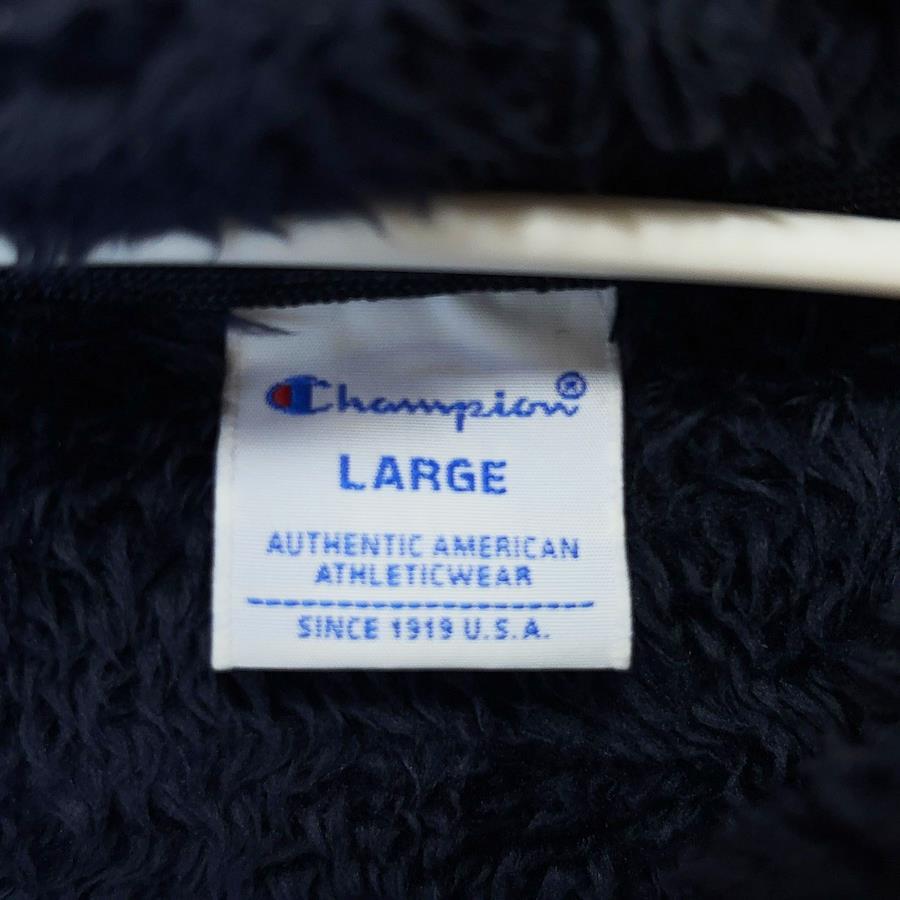 Champion®
LARGE
AUTHENTIC AMERICAN
ATHLETICWEAR
SINCE 1919 U.S.A.